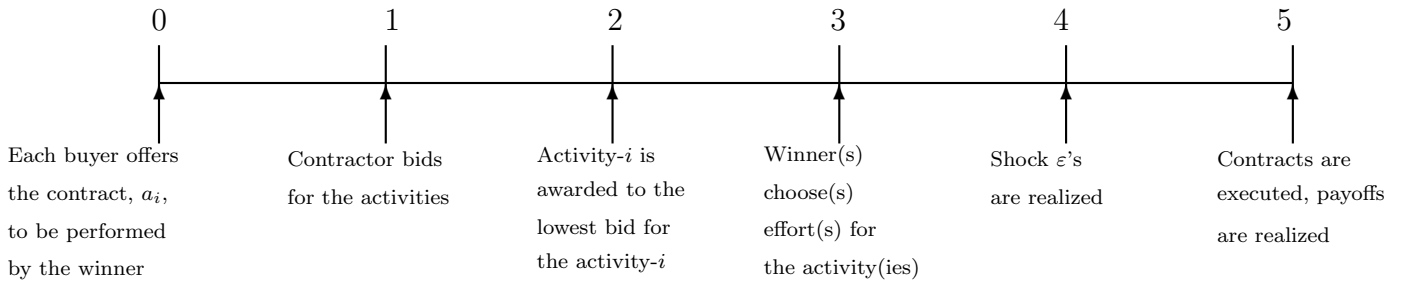 0 1 2 3 4 5
Each buyer offers
the contract, a_i,
to be performed
by the winner
Contractor bids
for the activities
Activity-i is
awarded to the
lowest bid for
the activity-i
Winner(s)
choose(s)
effort(s) for
the activity(ies)
Shock ε's
are realized
Contracts are
executed, payoffs
are realized